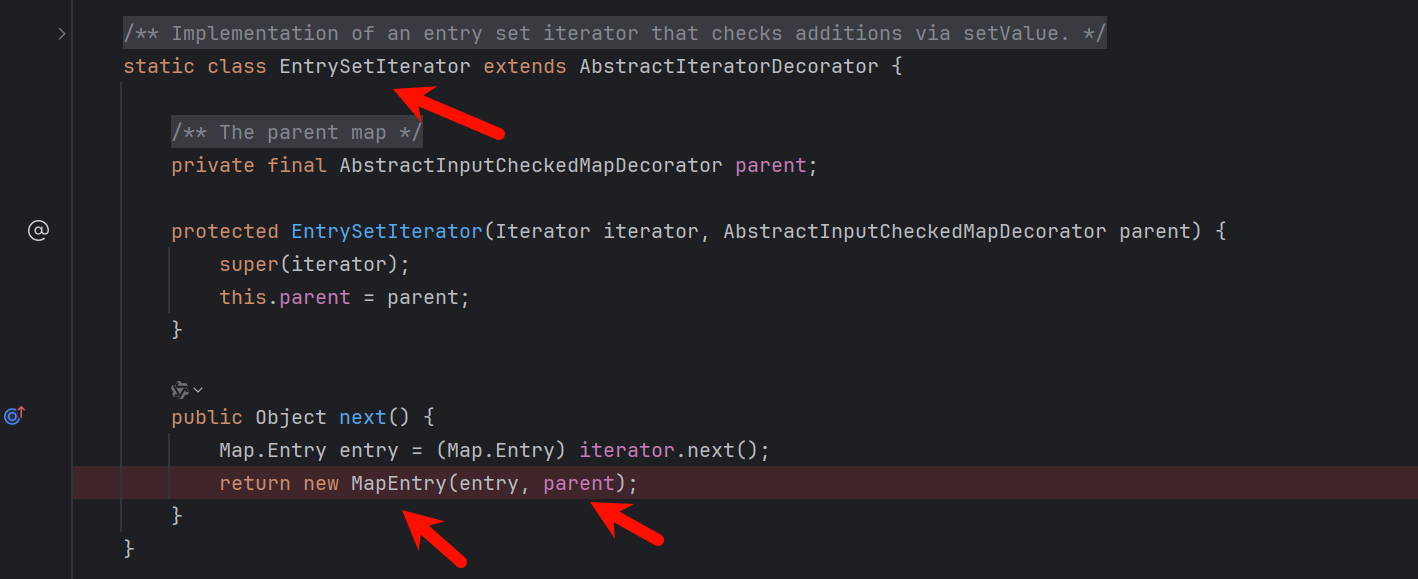 /** Implementation of an entry set iterator that checks additions via setValue. */
static class EntrySetIterator extends AbstractIteratorDecorator {
/** The parent map */
private final AbstractInputCheckedMapDecorator parent;
protected EntrySetIterator(Iterator iterator, AbstractInputCheckedMapDecorator parent) {
super(iterator);
this.parent = parent;
}
public Object next() {
Map.Entry entry = (Map.Entry) iterator.next();
return new MapEntry(entry, parent);
}
}